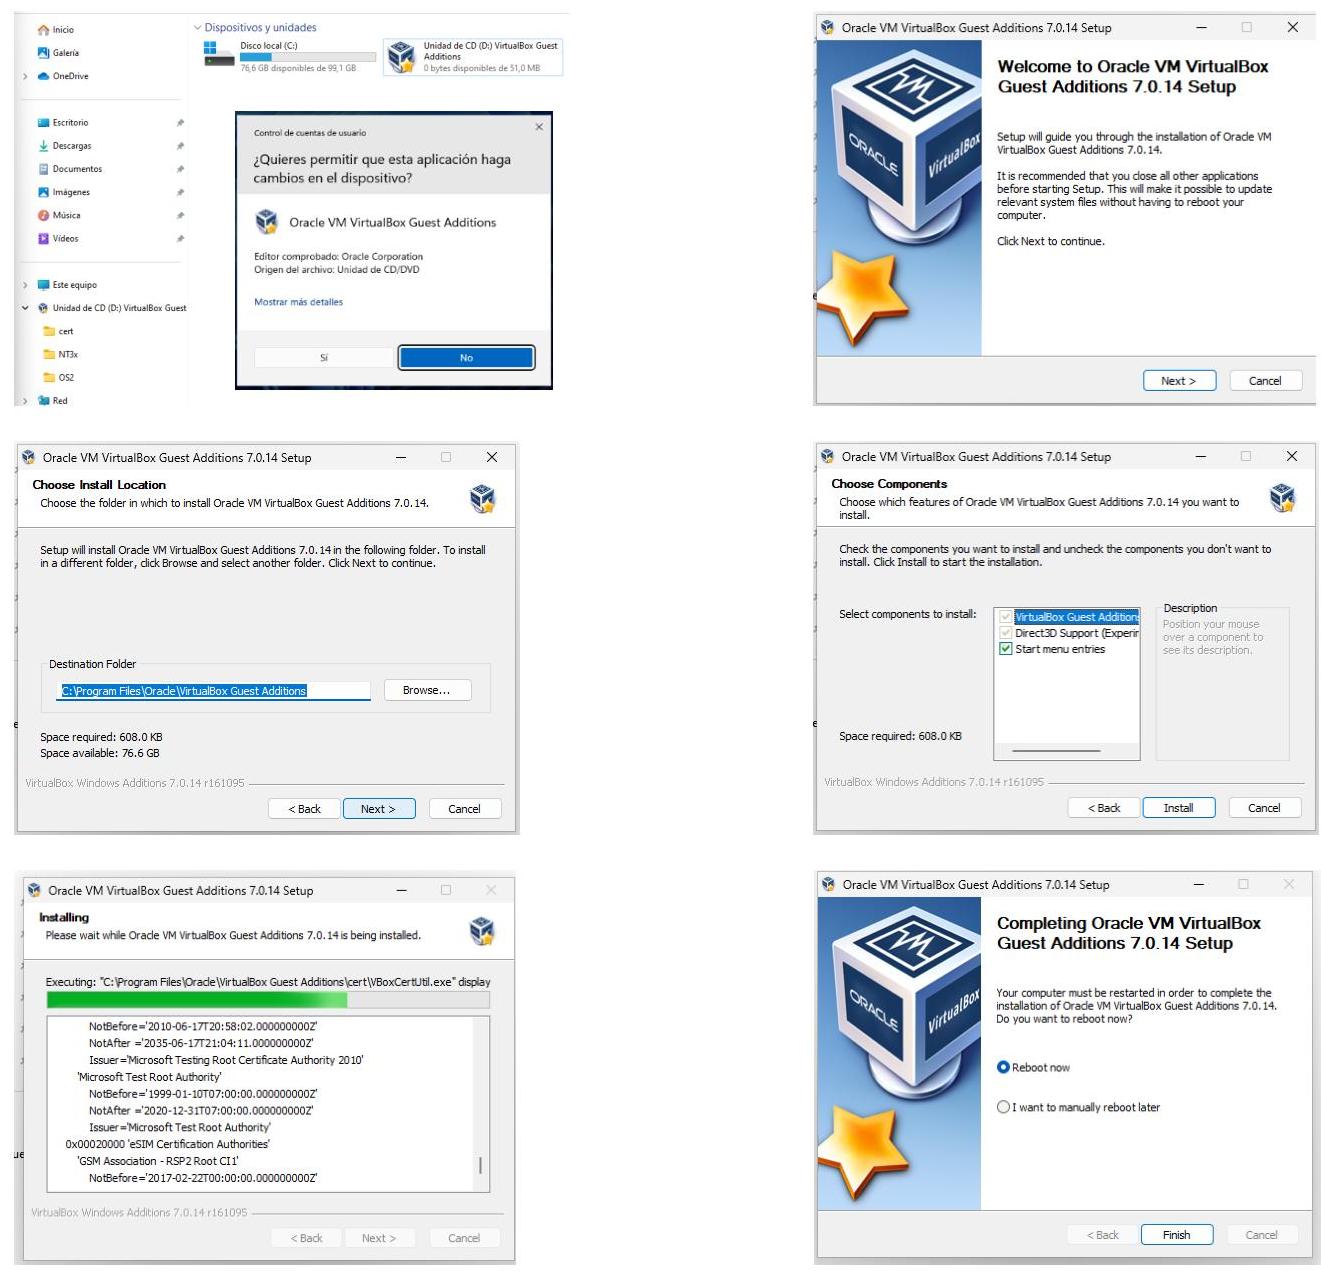 Inicio
Galería
OneDrive
Escritorio
Descargas
Documentos
Imágenes
Música
Vídeos
Este equipo
Unidad de CD (D:) VirtualBox Guest
cert
NT3x
OS2
Red
Dispositivos y unidades
Disco local (C:)
76,6 GB disponibles de 99,1 GB
Unidad de CD (D:) VirtualBox Guest
Additions
0 bytes disponibles de 51,0 MB
Control de cuentas de usuario
¿Quieres permitir que esta aplicación haga
cambios en el dispositivo?
Oracle VM VirtualBox Guest Additions
Editor comprobado: Oracle Corporation
Origen del archivo: Unidad de CD/DVD
Mostrar más detalles
Sí
No
Oracle VM VirtualBox Guest Additions 7.0.14 Setup
ORACLE
VirtualBox
Welcome to Oracle VM VirtualBox
Guest Additions 7.0.14 Setup
Setup will guide you through the installation of Oracle VM
VirtualBox Guest Additions 7.0.14.
It is recommended that you close all other applications
before starting Setup. This will make it possible to update
relevant system files without having to reboot your
computer.
Click Next to continue.
Next >
Cancel
Oracle VM VirtualBox Guest Additions 7.0.14 Setup
Choose Install Location
Choose the folder in which to install Oracle VM VirtualBox Guest Additions 7.0.14.
Setup will install Oracle VM VirtualBox Guest Additions 7.0.14 in the following folder. To install
in a different folder, click Browse and select another folder. Click Next to continue.
Destination Folder
C:\Program Files\Oracle\VirtualBox Guest Additions
Browse...
Space required: 608.0 KB
Space available: 76.6 GB
VirtualBox Windows Additions 7.0.14 r161095
< Back
Next >
Cancel
Oracle VM VirtualBox Guest Additions 7.0.14 Setup
Choose Components
Choose which features of Oracle VM VirtualBox Guest Additions 7.0.14 you want to
install.
Check the components you want to install and uncheck the components you don't want to
install. Click Install to start the installation.
Select components to install:
VirtualBox Guest Additions
Direct3D Support (Experir
Start menu entries
Description
Position your mouse
over a component to
see its description.
Space required: 608.0 KB
VirtualBox Windows Additions 7.0.14 r161095
< Back
Install
Cancel
Oracle VM VirtualBox Guest Additions 7.0.14 Setup
Installing
Please wait while Oracle VM VirtualBox Guest Additions 7.0.14 is being installed.
Executing: "C:\Program Files\Oracle\VirtualBox Guest Additions\cert\VBoxCertUtil.exe" display
NotBefore='2010-06-17T20:58:02.000000000Z'
NotAfter ='2035-06-17T21:04:11.000000000Z'
Issuer='Microsoft Testing Root Certificate Authority 2010'
'Microsoft Test Root Authority'
NotBefore='1999-01-10T07:00:00.000000000Z'
NotAfter ='2020-12-31T07:00:00.000000000Z'
Issuer='Microsoft Test Root Authority'
0x00020000 'eSIM Certification Authorities'
'GSM Association - RSP2 Root CI1'
NotBefore='2017-02-22T00:00:00.000000000Z'
VirtualBox Windows Additions 7.0.14 r161095
< Back
Next >
Cancel
Oracle VM VirtualBox Guest Additions 7.0.14 Setup
ORACLE
VirtualBox
Completing Oracle VM VirtualBox
Guest Additions 7.0.14 Setup
Your computer must be restarted in order to complete the
installation of Oracle VM VirtualBox Guest Additions 7.0.14.
Do you want to reboot now?
Reboot now
I want to manually reboot later
< Back
Finish
Cancel